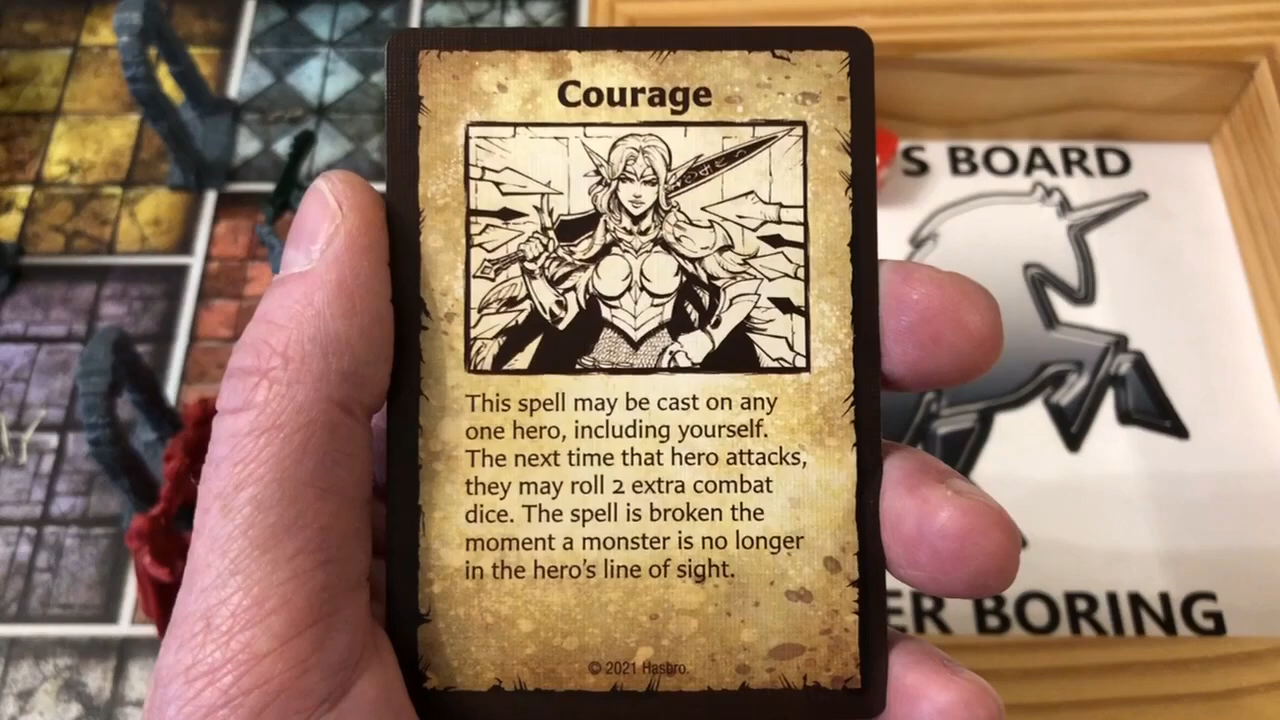 Courage
This spell may be cast on any
one hero, including yourself.
The next time that hero attacks,
they may roll 2 extra combat
dice. The spell is broken the
moment a monster is no longer
in the hero's line of sight.
© 2021 Hasbro.
S BOARD
ER BORING